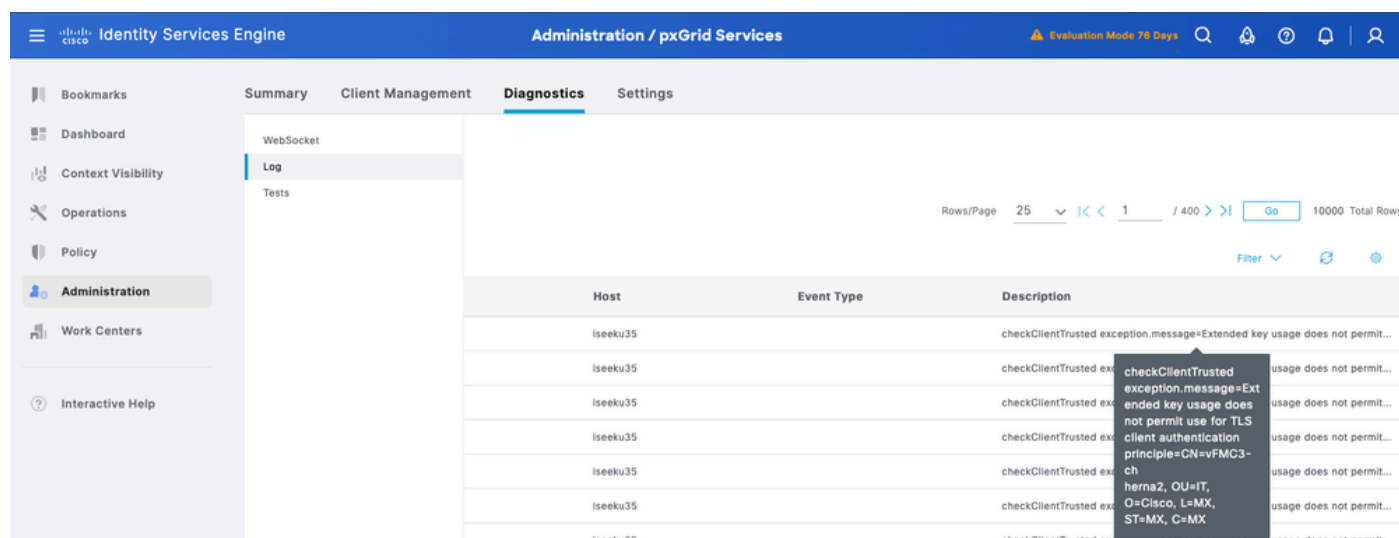 cisco Identity Services Engine
Administration / pxGrid Services
Evaluation Mode 76 Days
Bookmarks
Dashboard
Context Visibility
Operations
Policy
Administration
Work Centers
Interactive Help
Summary Client Management Diagnostics Settings
WebSocket
Log
Tests
Rows/Page 25 1 / 400 Go 10000 Total Rows
Filter
Host Event Type Description
iseeku35 checkClientTrusted exception.message=Extended key usage does not permit...
iseeku35 checkClientTrusted exc usage does not permit...
iseeku35 checkClientTrusted exc usage does not permit...
iseeku35 checkClientTrusted exc usage does not permit...
iseeku35 checkClientTrusted exc usage does not permit...
iseeku35 checkClientTrusted exc usage does not permit...
checkClientTrusted
exception.message=Ext
ended key usage does
not permit use for TLS
client authentication
principle=CN=vFMC3-
ch
herna2, OU=IT,
O=Cisco, L=MX,
ST=MX, C=MX